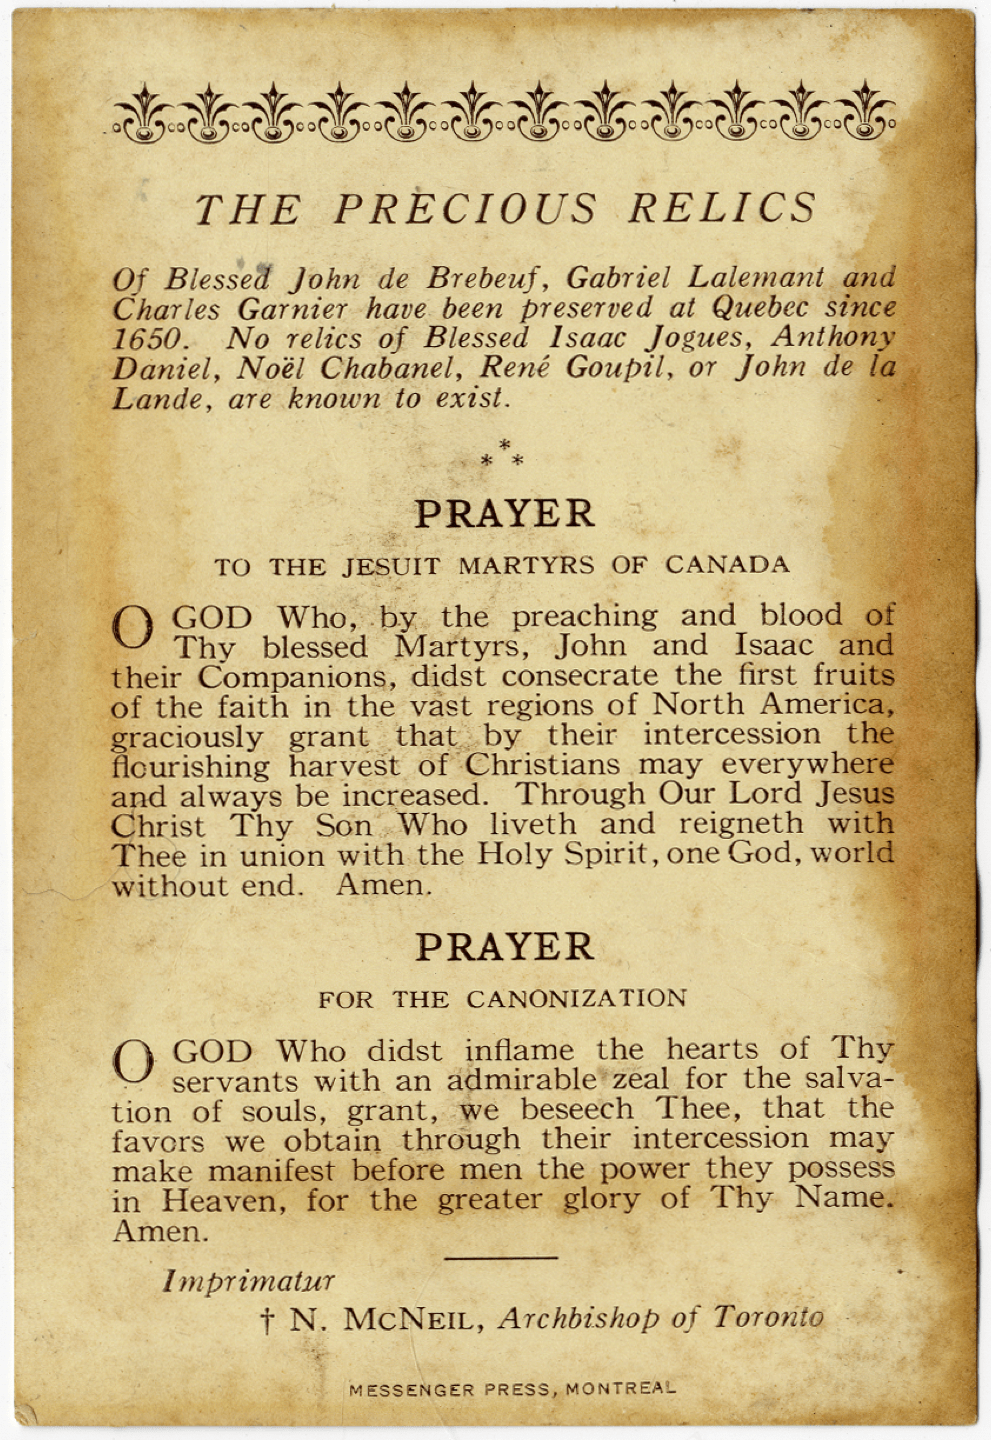 THE PRECIOUS RELICS
Of Blessed John de Brebeuf, Gabriel Lalemant and
Charles Garnier have been preserved at Quebec since
1650. No relics of Blessed Isaac Jogues, Anthony
Daniel, Noël Chabanel, René Goupil, or John de la
Lande, are known to exist.
*
* *
PRAYER
TO THE JESUIT MARTYRS OF CANADA
O GOD Who, by the preaching and blood of
Thy blessed Martyrs, John and Isaac and
their Companions, didst consecrate the first fruits
of the faith in the vast regions of North America,
graciously grant that by their intercession the
flourishing harvest of Christians may everywhere
and always be increased. Through Our Lord Jesus
Christ Thy Son Who liveth and reigneth with
Thee in union with the Holy Spirit, one God, world
without end. Amen.
PRAYER
FOR THE CANONIZATION
O GOD Who didst inflame the hearts of Thy
servants with an admirable zeal for the salva-
tion of souls, grant, we beseech Thee, that the
favors we obtain through their intercession may
make manifest before men the power they possess
in Heaven, for the greater glory of Thy Name.
Amen.
Imprimatur
† N. McNEIL, Archbishop of Toronto
MESSENGER PRESS, MONTREAL